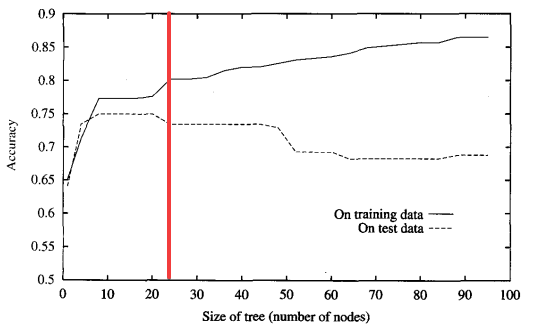 0.9
0.85
0.8
0.75
0.7
0.65
0.6
0.55
0.5
Accuracy
On training data
On test data
0 10 20 30 40 50 60 70 80 90 100
Size of tree (number of nodes)